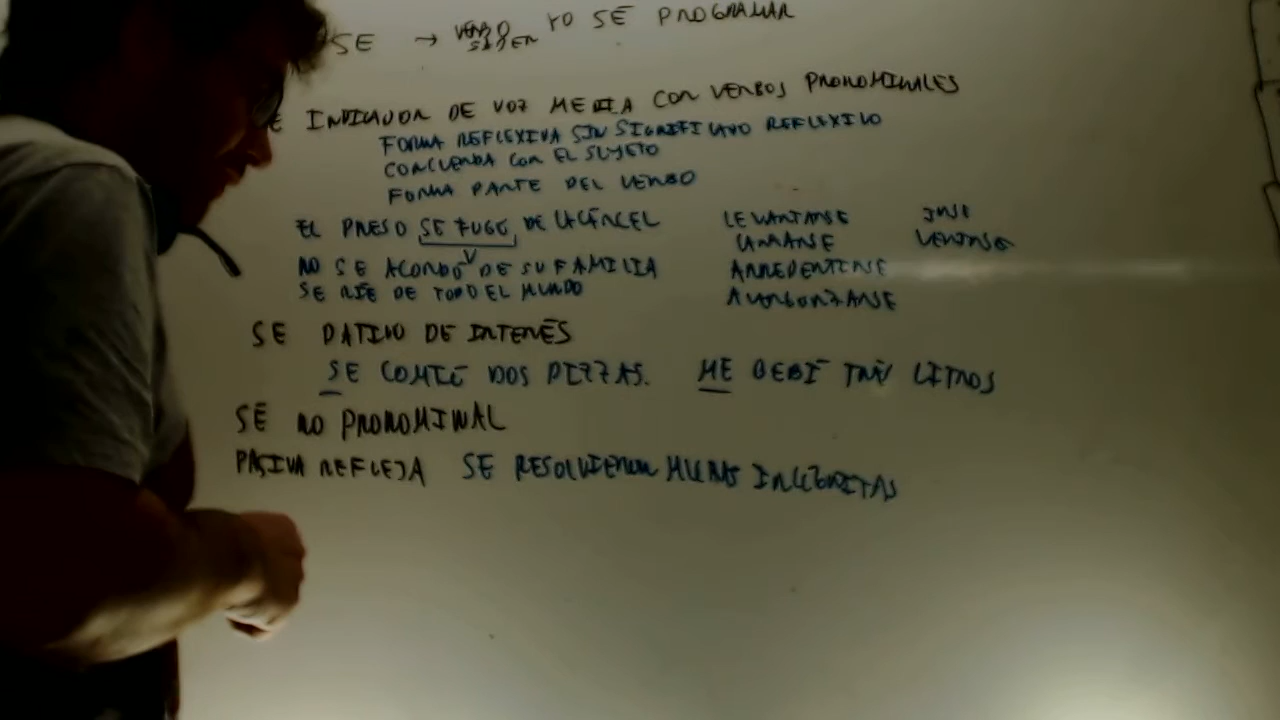 SE → VERBO SABER YO SÉ PROGRAMAR
E INDICADOR DE VOZ MEDIA CON VERBOS PRONOMINALES
FORMA REFLEXIVA SIN SIGNIFICADO REFLEXIVO
CONCUERDA CON EL SUJETO
FORMA PARTE DEL VERBO
EL PRESO SE FUGÓ DE LA CÁRCEL LEVANTARSE IRSE
V
NO SE ACORDÓ DE SU FAMILIA VENIRSE
SE RÍE DE TODO EL MUNDO ARREPENTIRSE
AVERGONZARSE
SE DATIVO DE INTERÉS
SE COMIÓ DOS PIZZAS. ME BEBÍ TRES LITROS
SE NO PRONOMINAL
PASIVA REFLEJA SE RESOLVIERON MUCHAS INCÓGNITAS